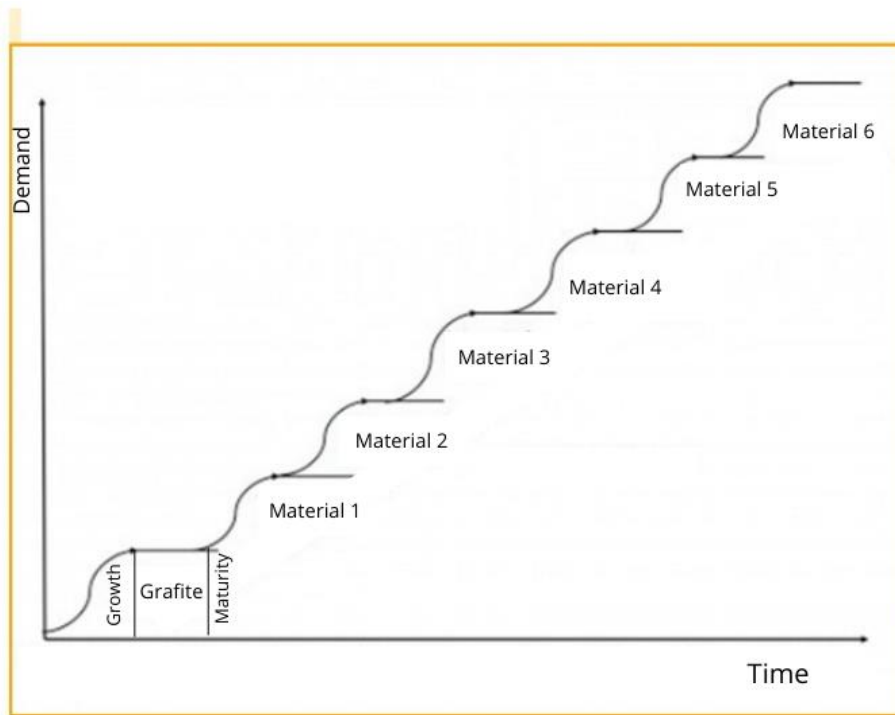 Demand
Material 6
Material 5
Material 4
Material 3
Material 2
Material 1
Growth
Grafite
Maturity
Time